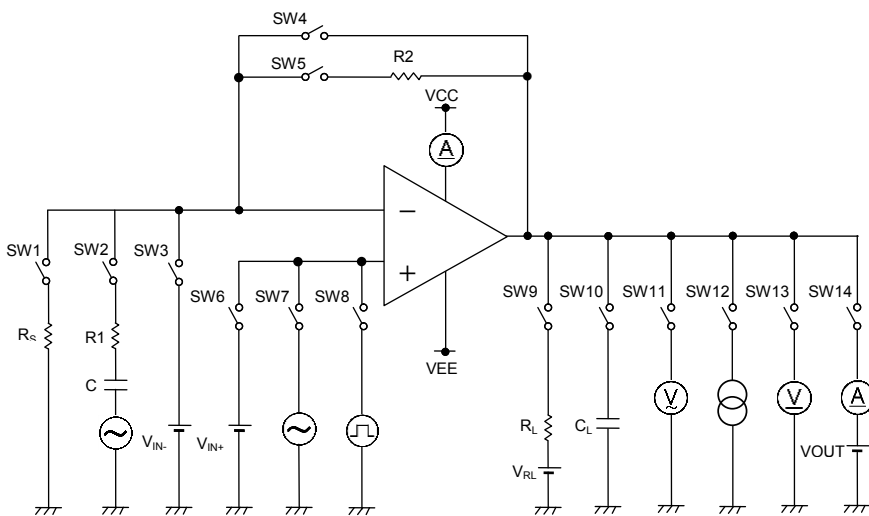 SW4
SW5
R2
VCC
A
SW1
SW2
SW3
−
+
SW6
SW7
SW8
SW9
SW10
SW11
SW12
SW13
SW14
VEE
RS
R1
C
VIN-
VIN+
RL
VRL
CL
V
V
A
VOUT